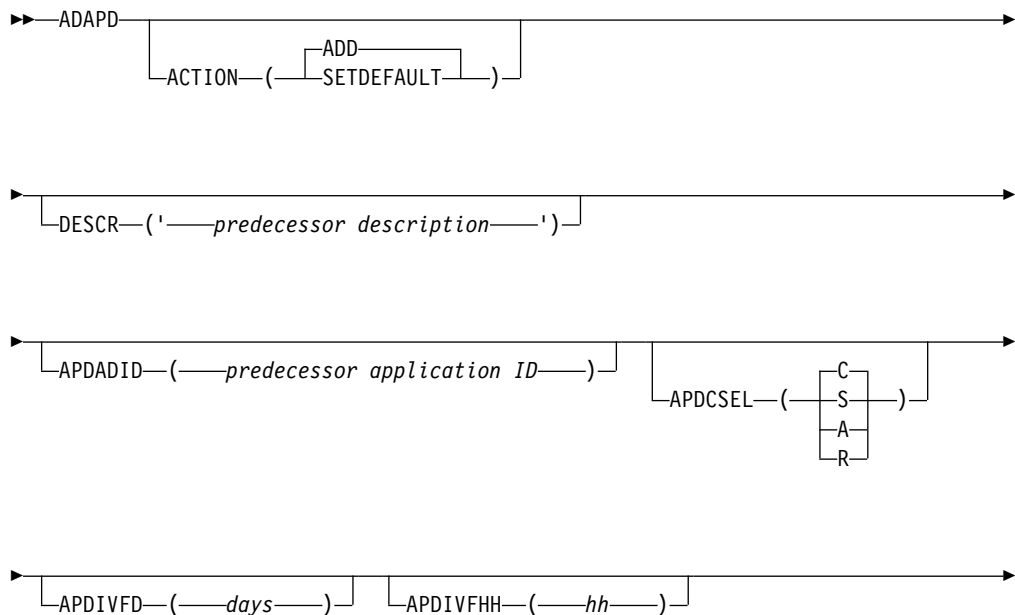 ADAPD
ADD
ACTION ( SETDEFAULT )
DESCR (' predecessor description ')
APDADID ( predecessor application ID )
C
APDCSEL ( S )
A
R
APDIVFD ( days ) APDIVFHH ( hh )